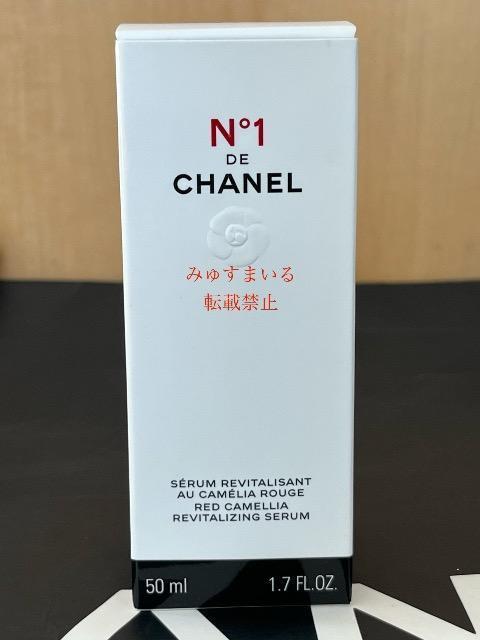 N°1
DE
CHANEL
みゅすまいる
転載禁止
SÉRUM REVITALISANT
AU CAMÉLIA ROUGE
RED CAMELLIA
REVITALIZING SERUM
50 ml 1.7 FL.OZ.